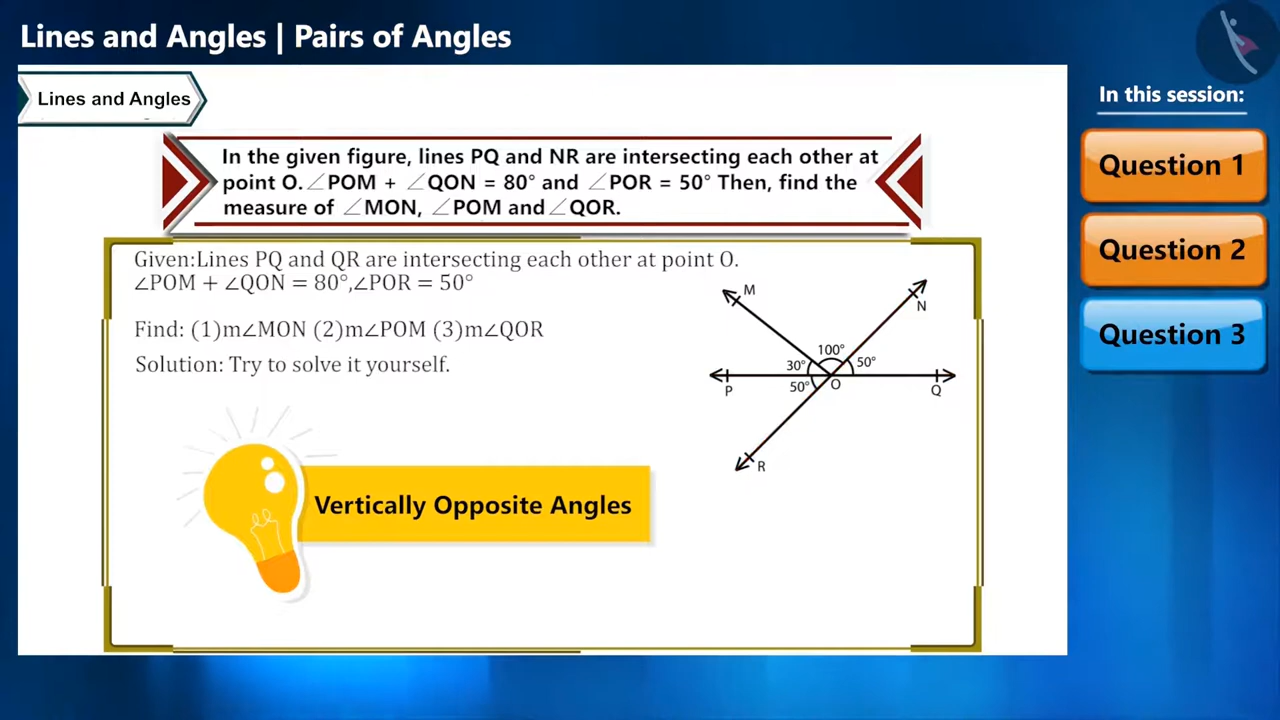 Lines and Angles | Pairs of Angles
Lines and Angles
In this session:
Question 1
Question 2
Question 3
In the given figure, lines PQ and NR are intersecting each other at
point O.∠POM + ∠QON = 80° and ∠POR = 50° Then, find the
measure of ∠MON, ∠POM and∠QOR.
Given:Lines PQ and QR are intersecting each other at point O.
∠POM + ∠QON = 80°,∠POR = 50°
Find: (1)m∠MON (2)m∠POM (3)m∠QOR
Solution: Try to solve it yourself.
M
N
100°
30°
50°
50°
O
P
Q
R
Vertically Opposite Angles